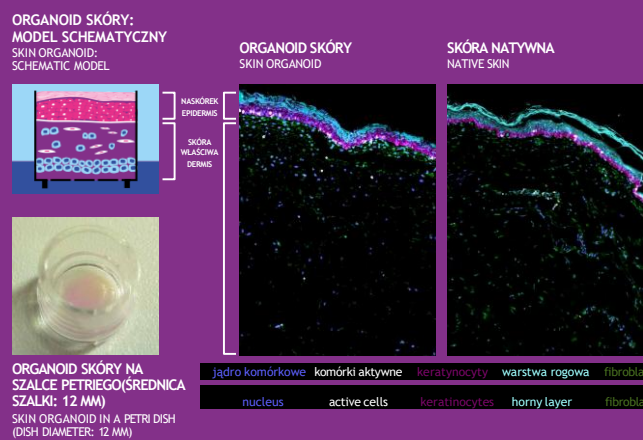 ORGANOID SKÓRY:
MODEL SCHEMATYCZNY
SKIN ORGANOID:
SCHEMATIC MODEL
ORGANOID SKÓRY
SKIN ORGANOID
SKÓRA NATYWNA
NATIVE SKIN
NASKÓREK
EPIDERMIS
SKÓRA
WŁAŚCIWA
DERMIS
ORGANOID SKÓRY NA
SZALCE PETRIEGO(ŚREDNICA
SZALKI: 12 MM)
SKIN ORGANOID IN A PETRI DISH
(DISH DIAMETER: 12 MM)
jądro komórkowe komórki aktywne keratynocyty warstwa rogowa fibrobla
nucleus active cells keratinocytes horny layer fibrobla